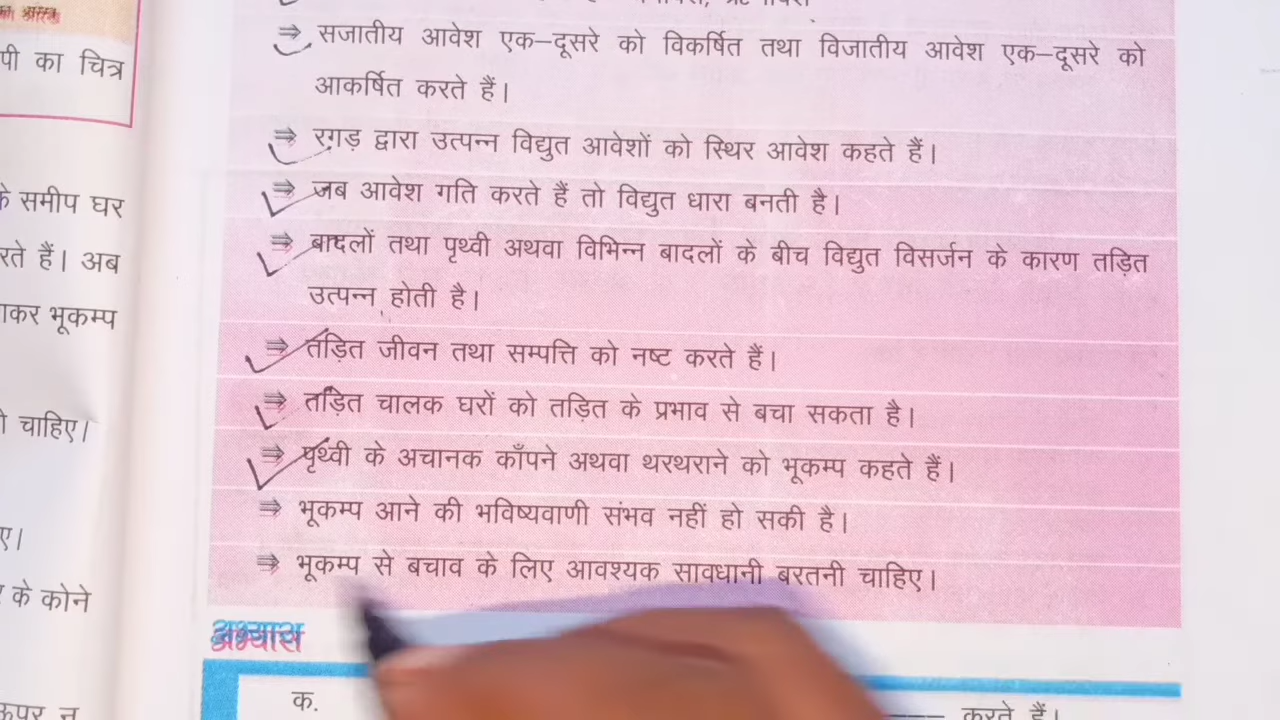 पी का चित्र
के समीप घर
रते हैं। अब
ाकर भूकम्प
चाहिए।
ए।
के कोने
⇒ सजातीय आवेश एक–दूसरे को विकर्षित तथा विजातीय आवेश एक–दूसरे को
आकर्षित करते हैं।
⇒ रगड़ द्वारा उत्पन्न विद्युत आवेशों को स्थिर आवेश कहते हैं।
⇒ जब आवेश गति करते हैं तो विद्युत धारा बनती है।
⇒ बादलों तथा पृथ्वी अथवा विभिन्न बादलों के बीच विद्युत विसर्जन के कारण तड़ित
उत्पन्न होती है।
⇒ तड़ित जीवन तथा सम्पत्ति को नष्ट करते हैं।
⇒ तड़ित चालक घरों को तड़ित के प्रभाव से बचा सकता है।
⇒ पृथ्वी के अचानक काँपने अथवा थरथराने को भूकम्प कहते हैं।
⇒ भूकम्प आने की भविष्यवाणी संभव नहीं हो सकी है।
⇒ भूकम्प से बचाव के लिए आवश्यक सावधानी बरतनी चाहिए।
अभ्यास
क.
करते हैं।